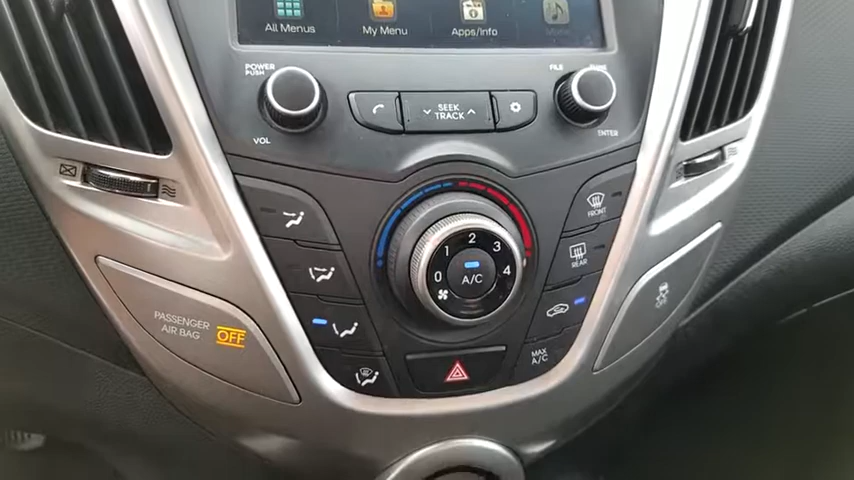 All Menus
My Menu
Apps/Info
POWER
PUSH
VOL
SEEK
TRACK
FILE
ENTER
FRONT
REAR
0 1 2 3 4
A/C
MAX
A/C
PASSENGER
AIR BAG
OFF
OFF